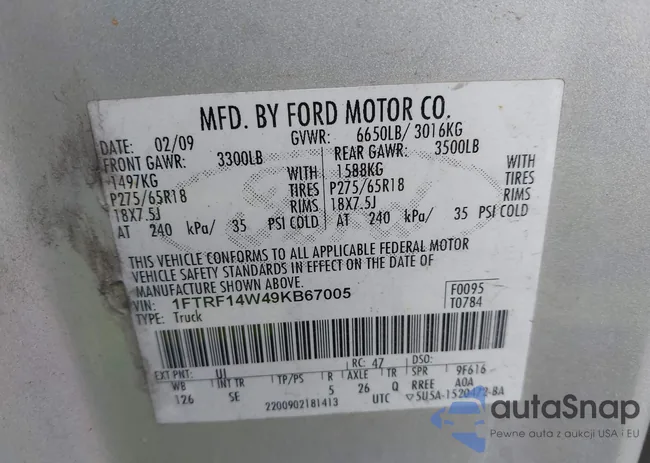 MFD. BY FORD MOTOR CO.
DATE: 02/09 GVWR: 6650LB/ 3016KG
FRONT GAWR: 3300LB REAR GAWR: 3500LB
1497KG WITH 1588KG WITH
P275/65R18 TIRES P275/65R18 TIRES
18X7.5J RIMS 18X7.5J RIMS
AT 240 kPa/ 35 PSI COLD AT 240 kPa/ 35 PSI COLD
THIS VEHICLE CONFORMS TO ALL APPLICABLE FEDERAL MOTOR
VEHICLE SAFETY STANDARDS IN EFFECT ON THE DATE OF
MANUFACTURE SHOWN ABOVE.
VIN: 1FTRF14W49KB67005 F0095
TYPE: Truck T0784
EXT PNT: UI RC: 47 DSO:
WB INT TR TP/PS R AXLE TR SPR 9F616
126 SE 5 26 Q RREE A0A
2200902181413 UTC ▽5U5A-1520472-BA
autaSnap
Pewne auta z aukcji USA i EU